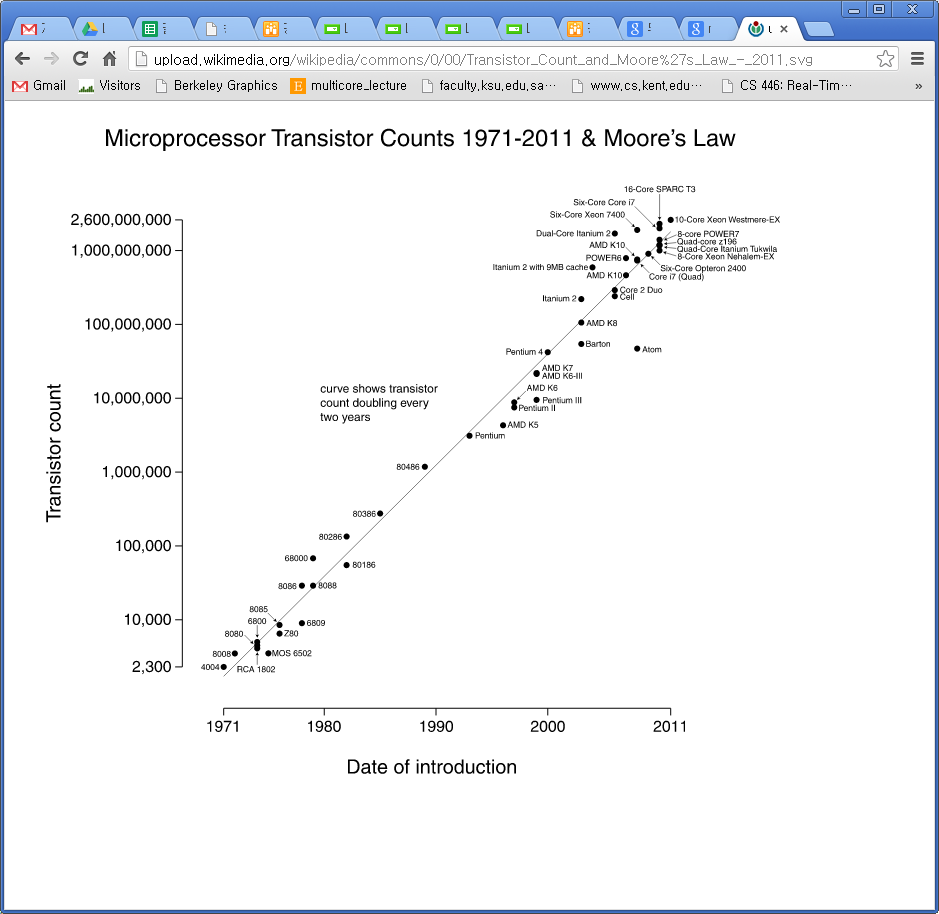 upload.wikimedia.org/wikipedia/commons/0/00/Transistor_Count_and_Moore%27s_Law_-_2011.svg
Gmail Visitors Berkeley Graphics multicore_lecture faculty.ksu.edu.sa… www.cs.kent.edu… CS 446: Real-Tim… »
Microprocessor Transistor Counts 1971-2011 & Moore's Law
16-Core SPARC T3
Six-Core Core i7
Six-Core Xeon 7400
10-Core Xeon Westmere-EX
Dual-Core Itanium 2
8-core POWER7
Quad-core z196
AMD K10
Quad-Core Itanium Tukwila
POWER6
8-Core Xeon Nehalem-EX
Itanium 2 with 9MB cache
Six-Core Opteron 2400
AMD K10
Core i7 (Quad)
Core 2 Duo
Itanium 2
Cell
AMD K8
Barton
Atom
Pentium 4
AMD K7
AMD K6-III
AMD K6
Pentium III
Pentium II
AMD K5
Pentium
80486
80386
80286
68000
80186
8086
8088
8085
6800
6809
8080
Z80
8008
MOS 6502
4004
RCA 1802
curve shows transistor
count doubling every
two years
2,600,000,000
1,000,000,000
100,000,000
10,000,000
1,000,000
100,000
10,000
2,300
Transistor count
1971 1980 1990 2000 2011
Date of introduction